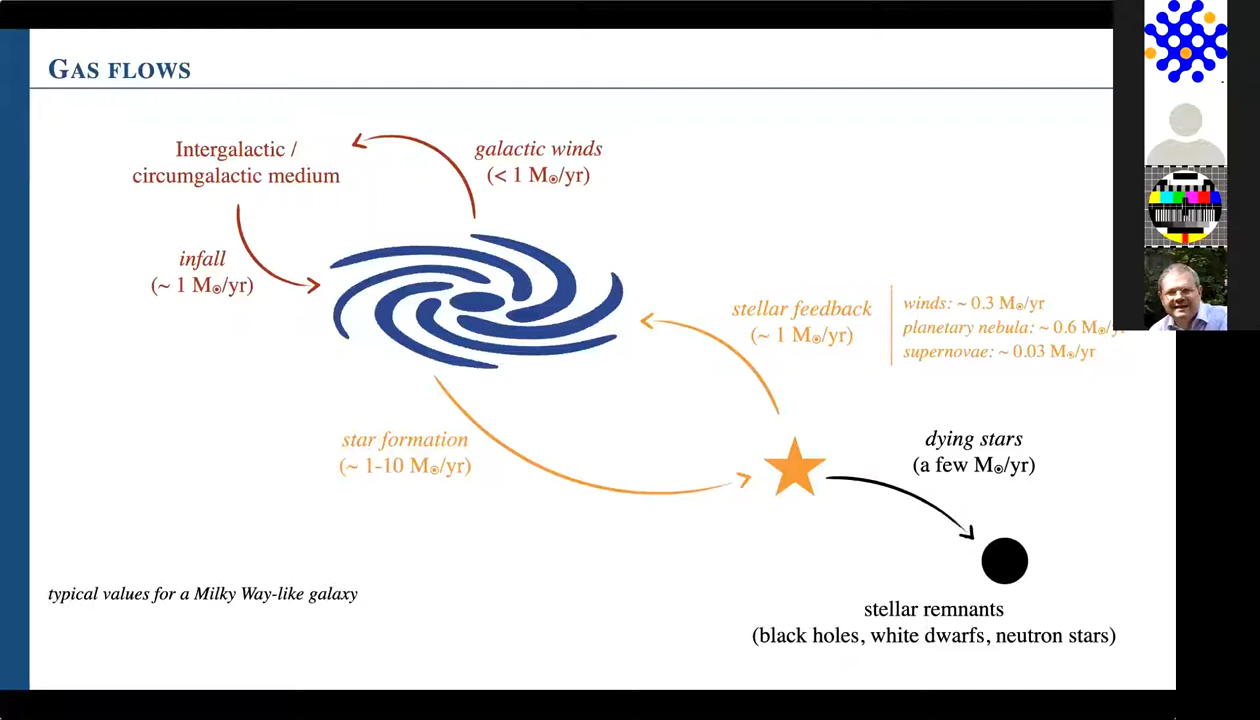 GAS FLOWS
Intergalactic /
circumgalactic medium
galactic winds
(< 1 M☉/yr)
infall
(~ 1 M☉/yr)
stellar feedback
(~ 1 M☉/yr)
winds: ~ 0.3 M☉/yr
planetary nebula: ~ 0.6 M☉/y
supernovae: ~ 0.03 M☉/yr
star formation
(~ 1-10 M☉/yr)
dying stars
(a few M☉/yr)
typical values for a Milky Way-like galaxy
stellar remnants
(black holes, white dwarfs, neutron stars)